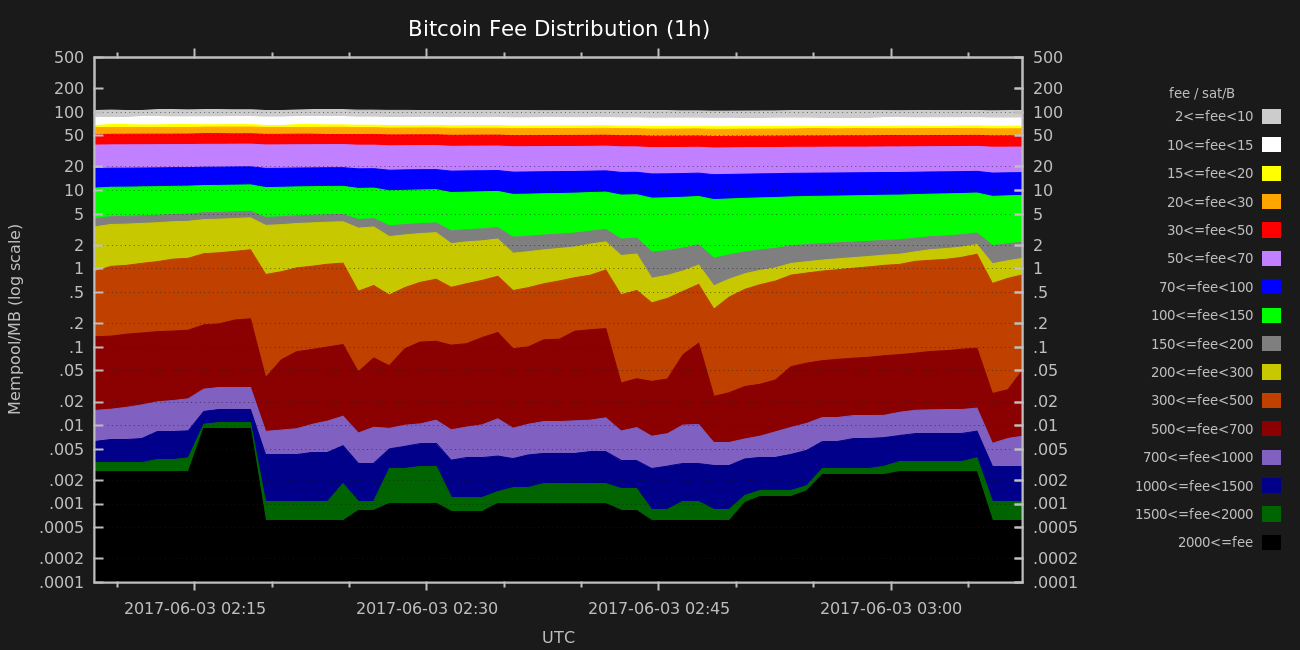 Bitcoin Fee Distribution (1h)
Mempool/MB (log scale)
500
200
100
50
20
10
5
2
1
.5
.2
.1
.05
.02
.01
.005
.002
.001
.0005
.0002
.0001
500
200
100
50
20
10
5
2
1
.5
.2
.1
.05
.02
.01
.005
.002
.001
.0005
.0002
.0001
fee / sat/B
2<=fee<10
10<=fee<15
15<=fee<20
20<=fee<30
30<=fee<50
50<=fee<70
70<=fee<100
100<=fee<150
150<=fee<200
200<=fee<300
300<=fee<500
500<=fee<700
700<=fee<1000
1000<=fee<1500
1500<=fee<2000
2000<=fee
2017-06-03 02:15 2017-06-03 02:30 2017-06-03 02:45 2017-06-03 03:00
UTC